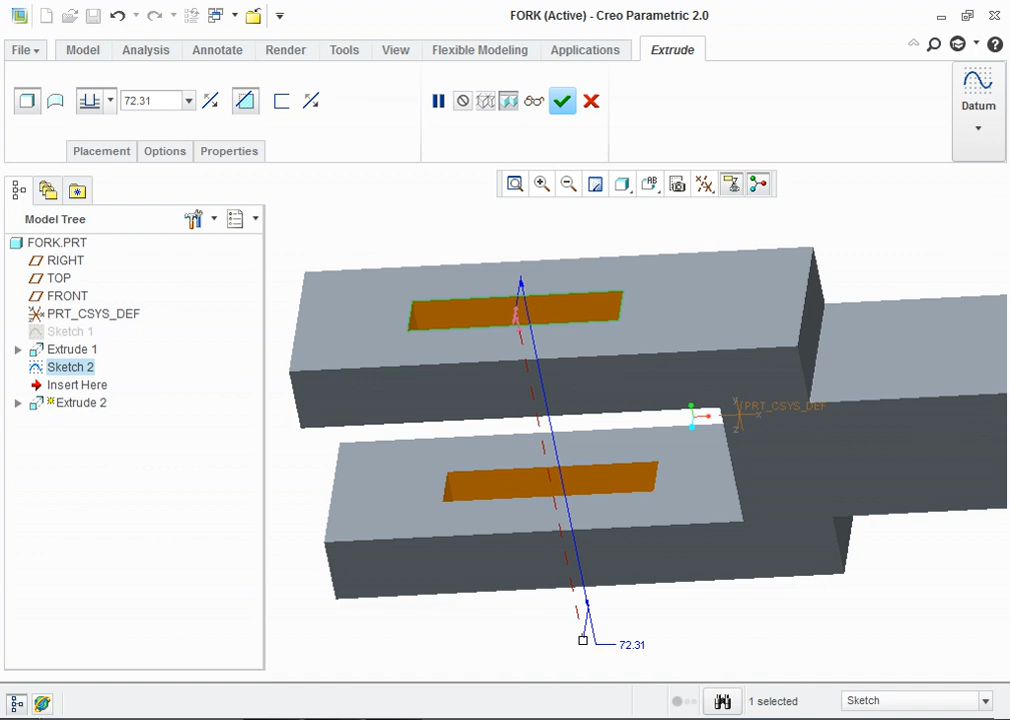 FORK (Active) - Creo Parametric 2.0
File
Model
Analysis
Annotate
Render
Tools
View
Flexible Modeling
Applications
Extrude
72.31
Datum
Placement
Options
Properties
Model Tree
FORK.PRT
RIGHT
TOP
FRONT
PRT_CSYS_DEF
Sketch 1
Extrude 1
Sketch 2
Insert Here
Extrude 2
Y
PRT_CSYS_DEF
X
Z
72.31
1 selected
Sketch